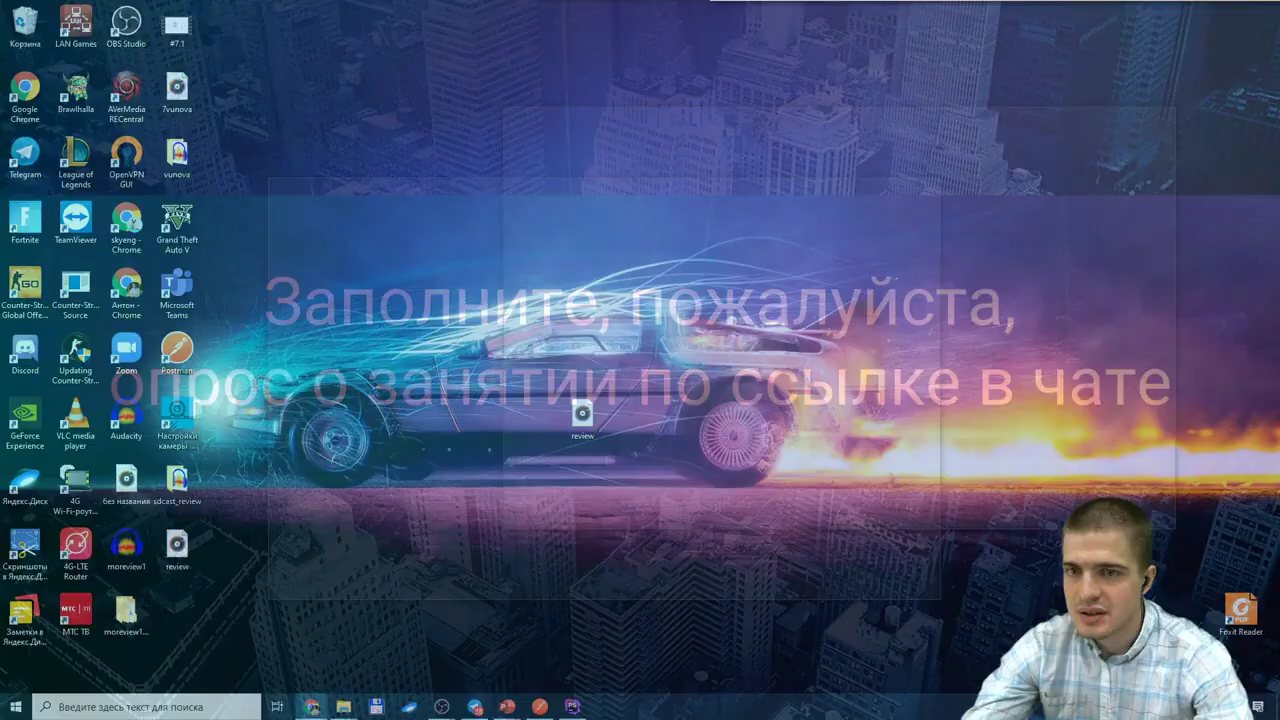 Корзина
LAN Games
OBS Studio
#7.1
Google Chrome
Brawlhalla
AVerMedia RECentral
7vunova
Telegram
League of Legends
OpenVPN GUI
vunova
Fortnite
TeamViewer
skyeng - Chrome
Grand Theft Auto V
Counter-Str... Global Offe...
Counter-Str... Source
Антон - Chrome
Microsoft Teams
Заполните, пожалуйста,
опрос о занятии по ссылке в чате
Discord
Updating Counter-Str...
Zoom
Postman
GeForce Experience
VLC media player
Audacity
Настройки камеры ...
review
Яндекс.Диск
4G Wi-Fi-роут...
без названия
sdcast_review
Скриншоты в Яндекс.Д...
4G-LTE Router
moreview1
review
Заметки в Яндекс.Ди...
МТС ТВ
moreview1...
Foxit Reader
Введите здесь текст для поиска